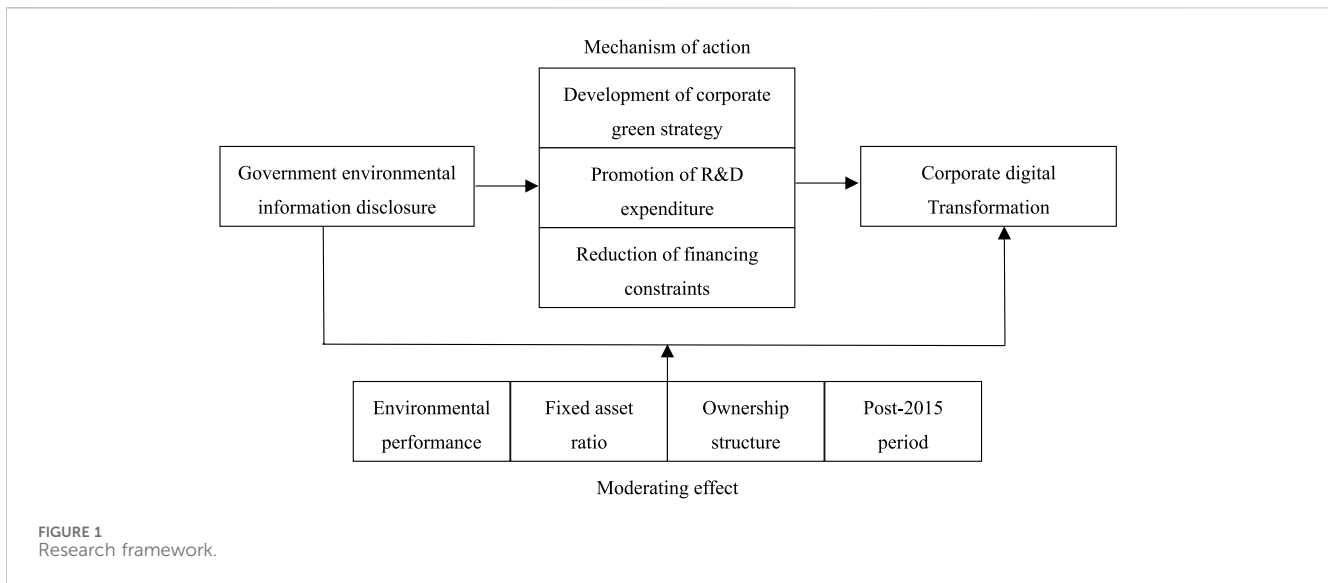 Mechanism of action
Development of corporate
green strategy
Government environmental
information disclosure
Promotion of R&D
expenditure
Corporate digital
Transformation
Reduction of financing
constraints
Environmental
performance
Fixed asset
ratio
Ownership
structure
Post-2015
period
Moderating effect
FIGURE 1
Research framework.